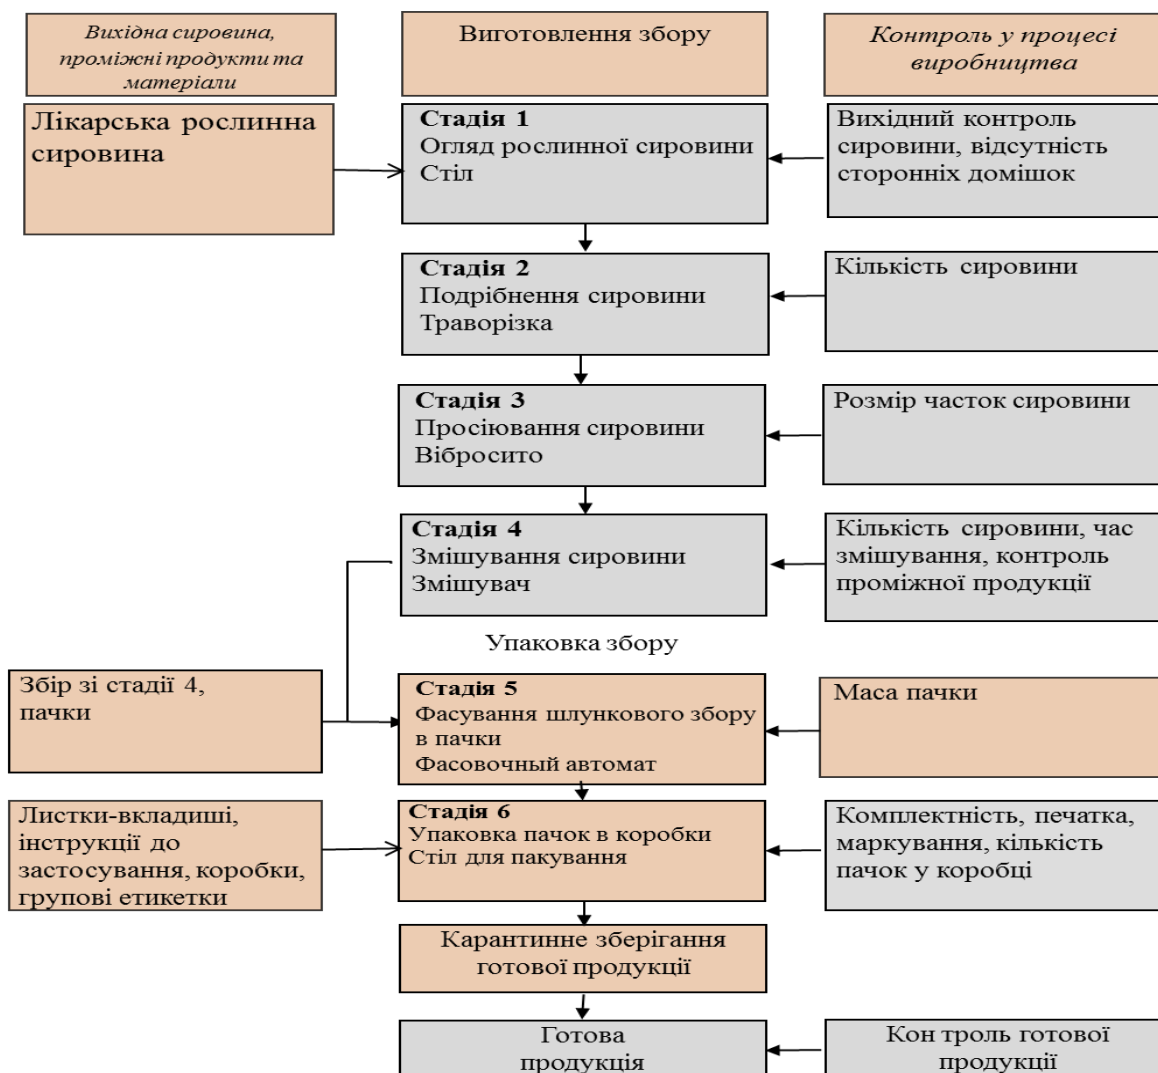 Вихідна сировина,
проміжні продукти та
матеріали
Виготовлення збору
Контроль у процесі
виробництва
Лікарська рослинна
сировина
Стадія 1
Огляд рослинної сировини
Стіл
Вихідний контроль
сировини, відсутність
сторонніх домішок
Стадія 2
Подрібнення сировини
Траворізка
Кількість сировини
Стадія 3
Просіювання сировини
Вібросито
Розмір часток сировини
Стадія 4
Змішування сировини
Змішувач
Кількість сировини, час
змішування, контроль
проміжної продукції
Упаковка збору
Збір зі стадії 4,
пачки
Стадія 5
Фасування шлункового збору
в пачки
Фасовочный автомат
Маса пачки
Листки-вкладиші,
інструкції до
застосування, коробки,
групові етикетки
Стадія 6
Упаковка пачок в коробки
Стіл для пакування
Комплектність, печатка,
маркування, кількість
пачок у коробці
Карантинне зберігання
готової продукції
Готова
продукція
Кон троль готової
продукції